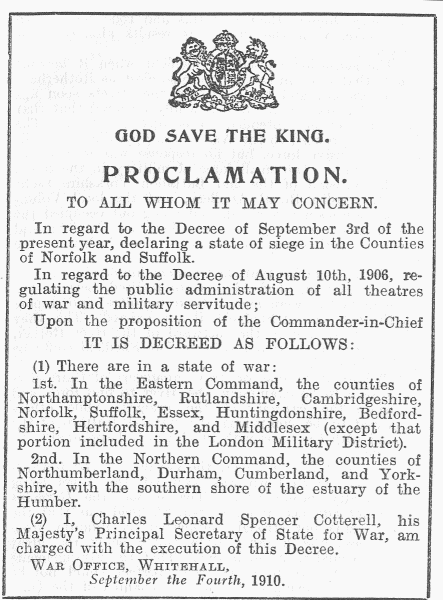 GOD SAVE THE KING.
PROCLAMATION.
TO ALL WHOM IT MAY CONCERN.
In regard to the Decree of September 3rd of the
present year, declaring a state of siege in the Counties
of Norfolk and Suffolk.
In regard to the Decree of August 10th, 1906, re-
gulating the public administration of all theatres
of war and military servitude;
Upon the proposition of the Commander-in-Chief
IT IS DECREED AS FOLLOWS:
(1) There are in a state of war:
1st. In the Eastern Command, the counties of
Northamptonshire, Rutlandshire, Cambridgeshire,
Norfolk, Suffolk, Essex, Huntingdonshire, Bedford-
shire, Hertfordshire, and Middlesex (except that
portion included in the London Military District).
2nd. In the Northern Command, the counties of
Northumberland, Durham, Cumberland, and York-
shire, with the southern shore of the estuary of the
Humber.
(2) I, Charles Leonard Spencer Cotterell, his
Majesty's Principal Secretary of State for War, am
charged with the execution of this Decree.
WAR OFFICE, WHITEHALL,
September the Fourth, 1910.